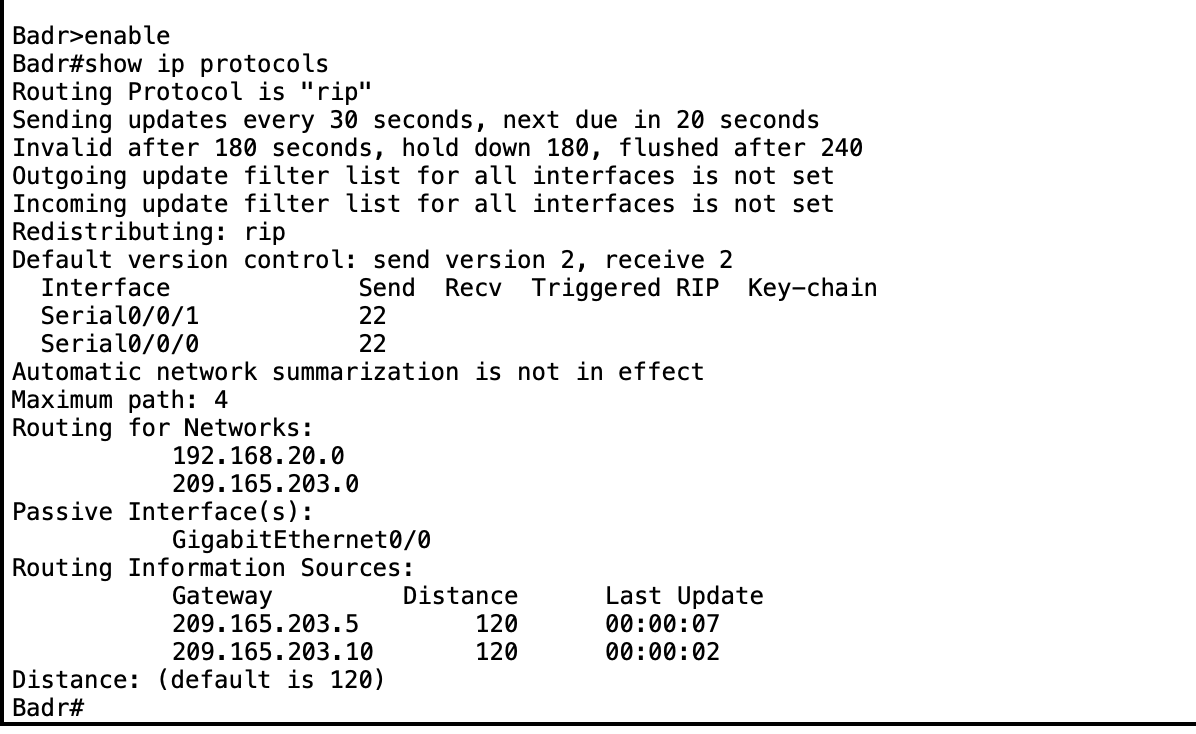 Badr>enable
Badr#show ip protocols
Routing Protocol is "rip"
Sending updates every 30 seconds, next due in 20 seconds
Invalid after 180 seconds, hold down 180, flushed after 240
Outgoing update filter list for all interfaces is not set
Incoming update filter list for all interfaces is not set
Redistributing: rip
Default version control: send version 2, receive 2
  Interface             Send  Recv  Triggered RIP  Key-chain
  Serial0/0/1           22
  Serial0/0/0           22
Automatic network summarization is not in effect
Maximum path: 4
Routing for Networks:
           192.168.20.0
           209.165.203.0
Passive Interface(s):
           GigabitEthernet0/0
Routing Information Sources:
           Gateway         Distance      Last Update
           209.165.203.5        120      00:00:07
           209.165.203.10       120      00:00:02
Distance: (default is 120)
Badr#